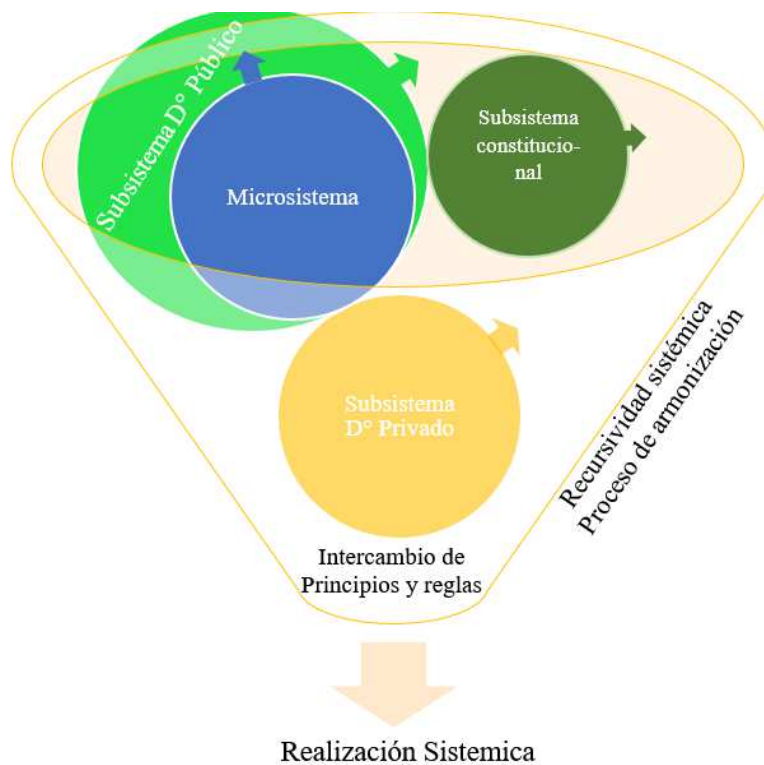 Subsistema D° Público
Microsistema
Subsistema
constitucio-
nal
Subsistema
D° Privado
Recursividad sistémica
Proceso de armonización
Intercambio de
Principios y reglas
Realización Sistemica